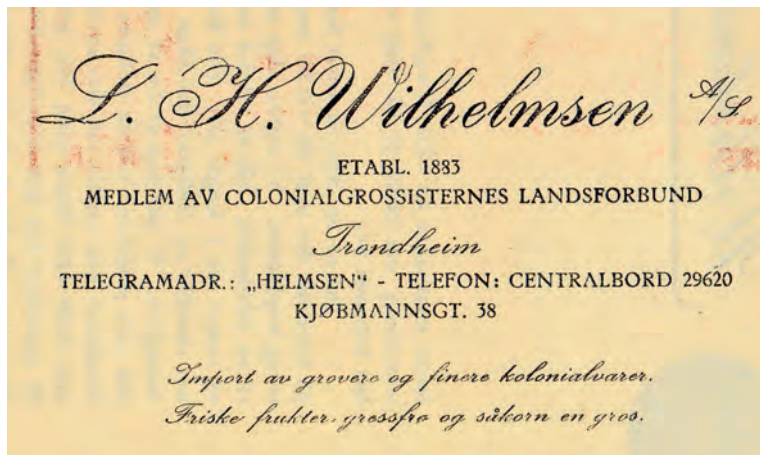 L. H. Wilhelmsen A/S.
ETABL. 1883
MEDLEM AV COLONIALGROSSISTERNES LANDSFORBUND
Trondheim
TELEGRAMADR.: „HELMSEN“ - TELEFON: CENTRALBORD 29620
KJØBMANNSGT. 38
Import av grovere og finere kolonialvarer.
Friske frukter, gressfrø og såkorn en gros.